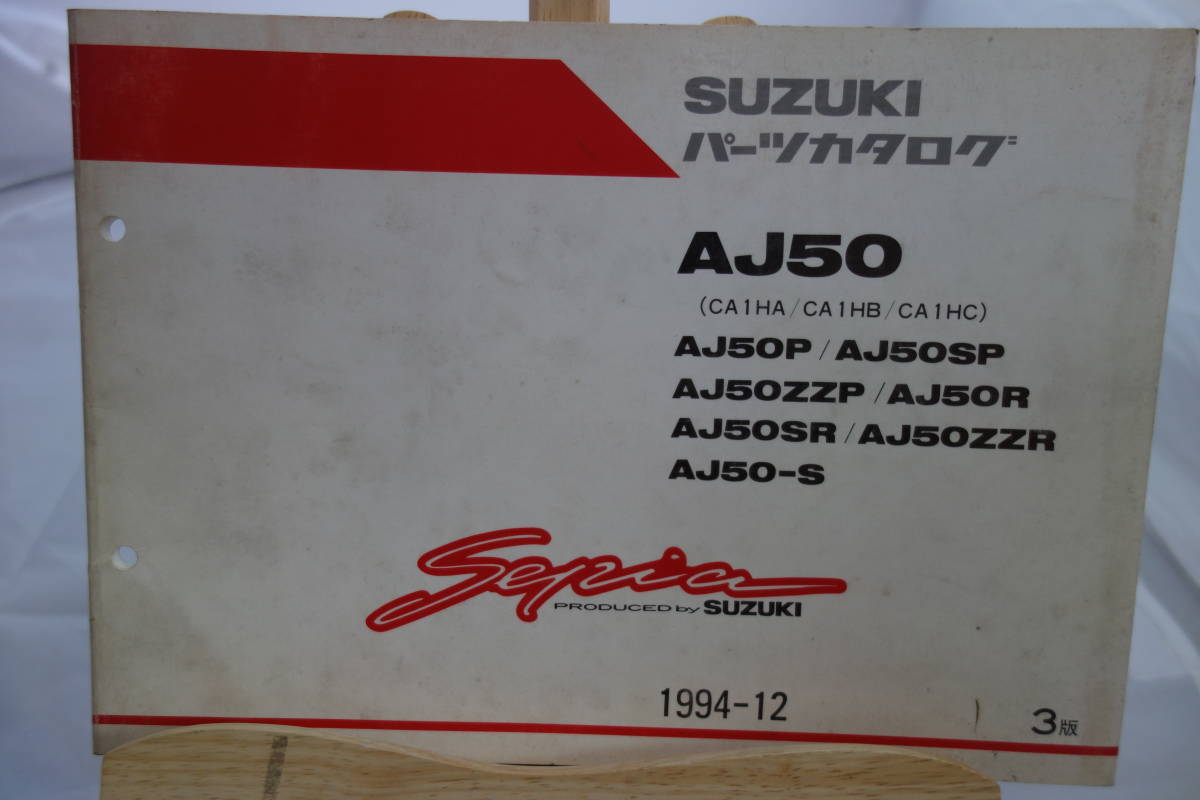 SUZUKI
パーツカタログ
AJ50
(CA1HA/CA1HB/CA1HC)
AJ50P/AJ50SP
AJ50ZZP/AJ50R
AJ50SR/AJ50ZZR
AJ50-S
Sepia
PRODUCED by SUZUKI
1994-12
3版